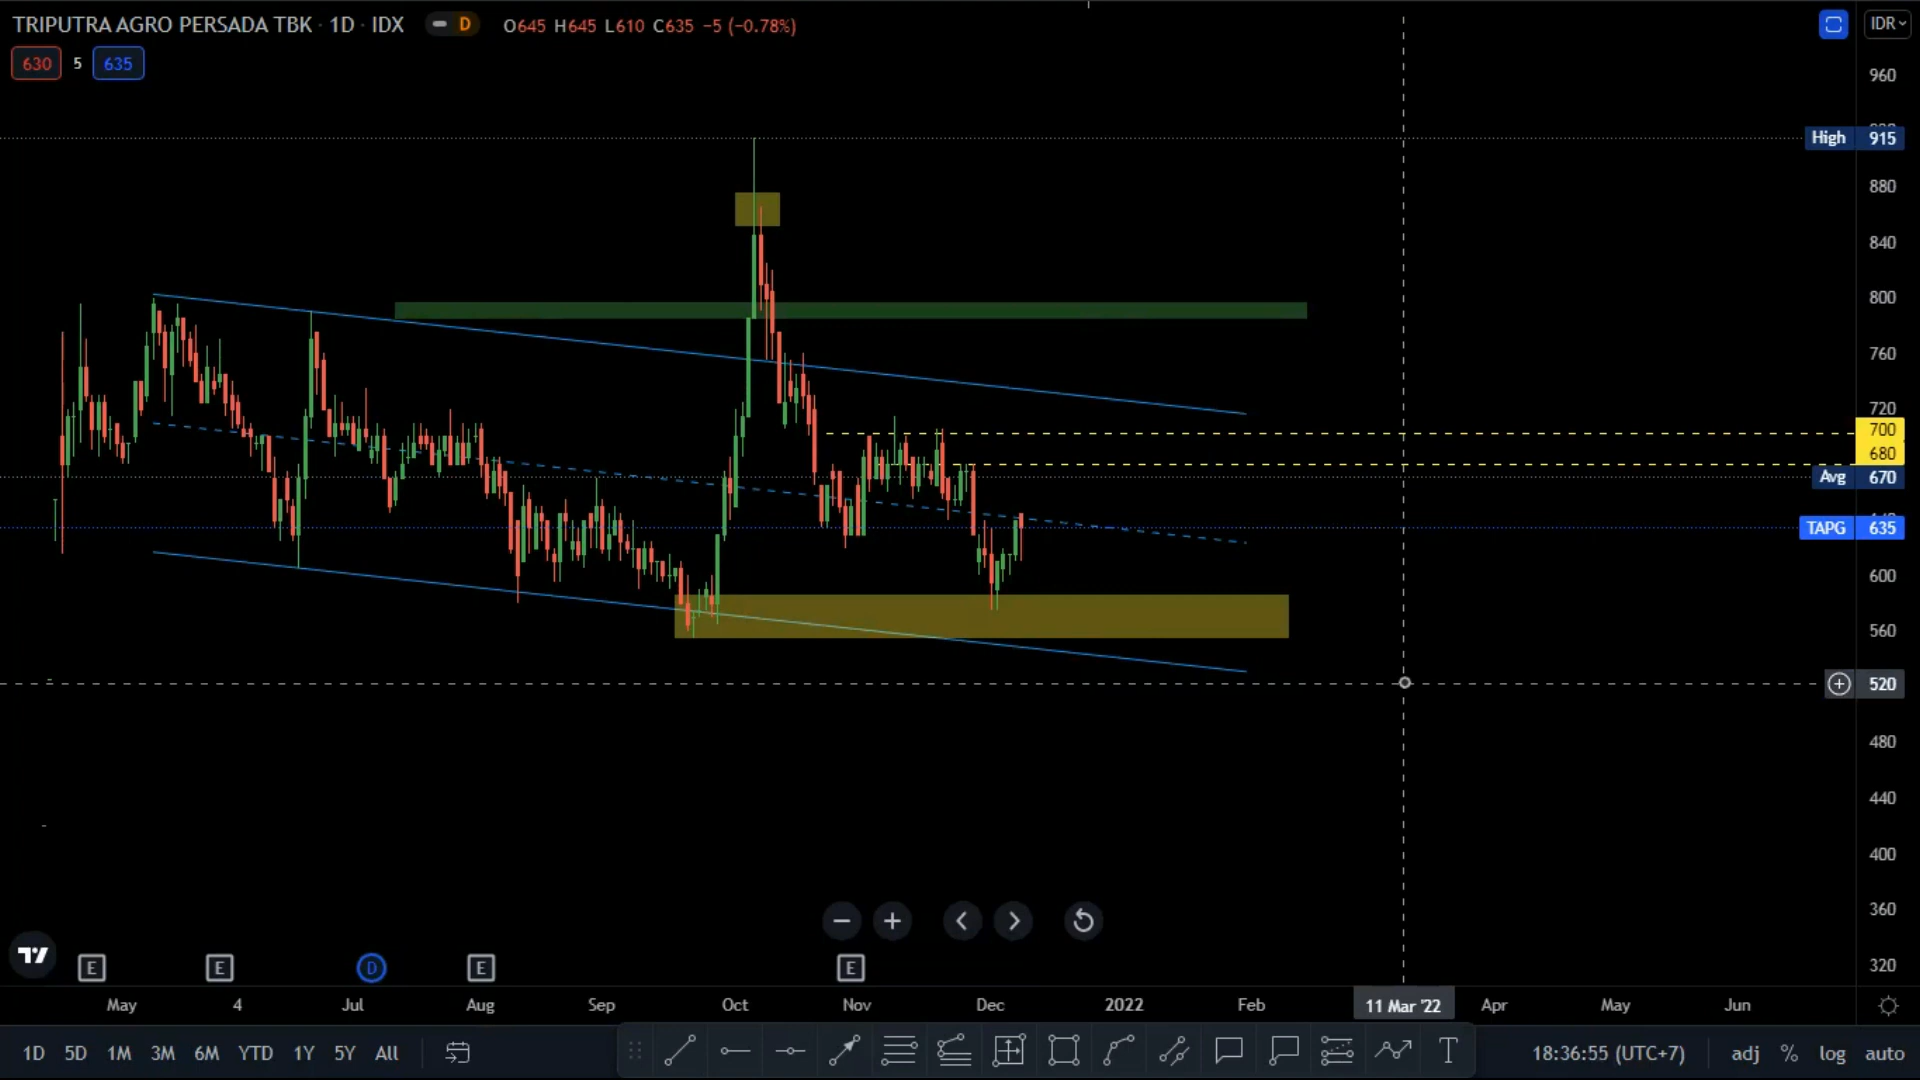 TRIPUTRA AGRO PERSADA TBK · 1D · IDX D O645 H645 L610 C635 −5 (−0.78%)
IDR
630 5 635
960
High 915
880
840
800
760
720
700
680
Avg 670
TAPG 635
600
560
520
480
440
400
360
320
E E D E E
May 4 Jul Aug Sep Oct Nov Dec 2022 Feb 11 Mar '22 Apr May Jun
1D 5D 1M 3M 6M YTD 1Y 5Y All T 18:36:55 (UTC+7) adj % log auto